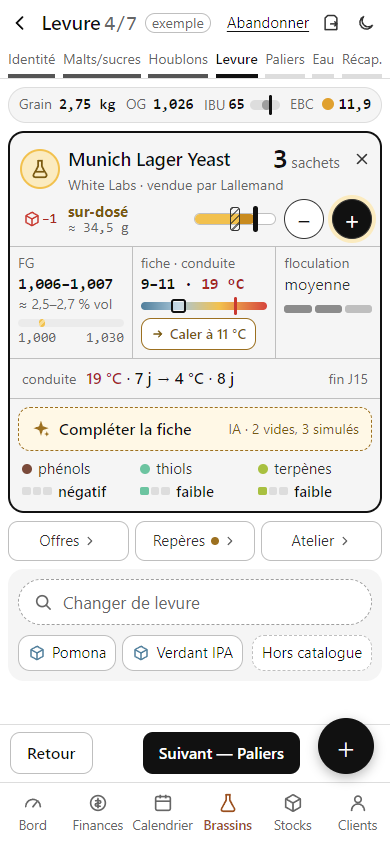 Levure 4/7 exemple Abandonner
Identité Malts/sucres Houblons Levure Paliers Eau Récap.
Grain 2,75 kg OG 1,026 IBU 65 EBC 11,9
Munich Lager Yeast 3 sachets
White Labs · vendue par Lallemand
−1 sur-dosé
≈ 34,5 g
FG
1,006–1,007
≈ 2,5–2,7 % vol
1,000 1,030
fiche · conduite
9–11 · 19 °C
→ Caler à 11 °C
floculation
moyenne
conduite 19 °C · 7 j → 4 °C · 8 j fin J15
Compléter la fiche IA · 2 vides, 3 simulés
phénols thiols terpènes
négatif faible faible
Offres Repères Atelier
Changer de levure
Pomona Verdant IPA Hors catalogue
Retour Suivant — Paliers
Bord Finances Calendrier Brassins Stocks Clients